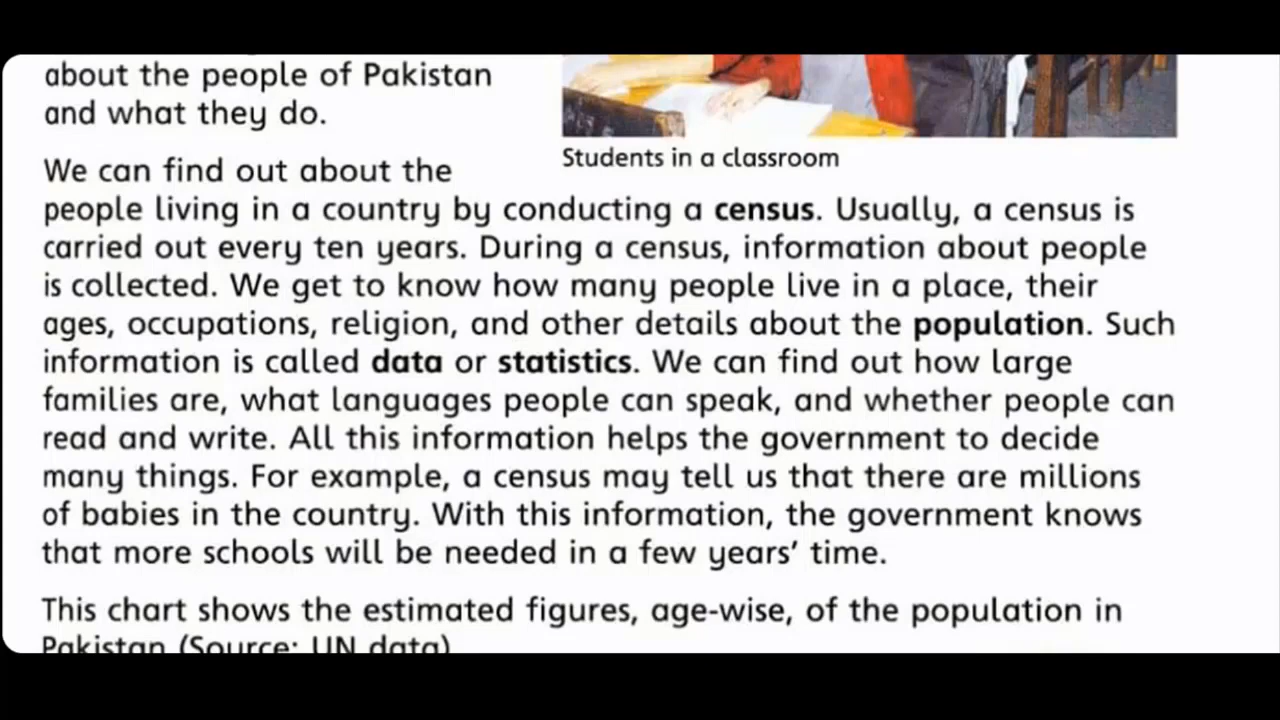 about the people of Pakistan
and what they do.
Students in a classroom
We can find out about the
people living in a country by conducting a census. Usually, a census is
carried out every ten years. During a census, information about people
is collected. We get to know how many people live in a place, their
ages, occupations, religion, and other details about the population. Such
information is called data or statistics. We can find out how large
families are, what languages people can speak, and whether people can
read and write. All this information helps the government to decide
many things. For example, a census may tell us that there are millions
of babies in the country. With this information, the government knows
that more schools will be needed in a few years’ time.
This chart shows the estimated figures, age-wise, of the population in
Pakistan (Source: UN data)